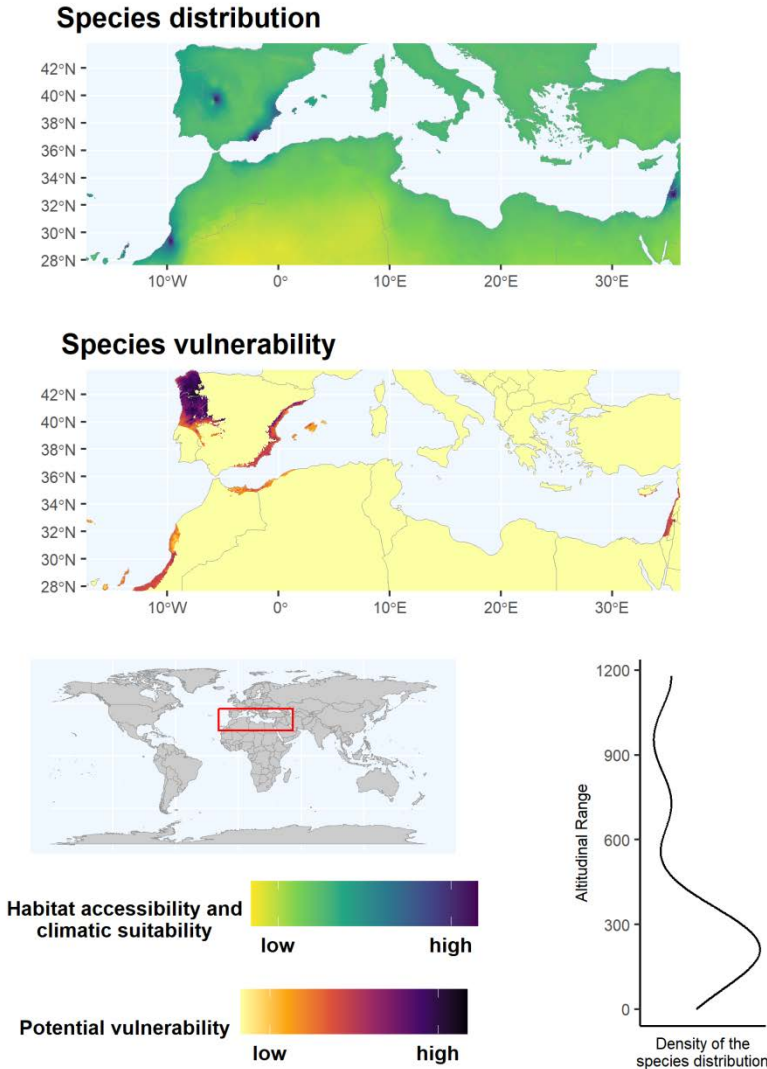 Species distribution
42°N
40°N
38°N
36°N
34°N
32°N
30°N
28°N
10°W
0°
10°E
20°E
30°E
Species vulnerability
42°N
40°N
38°N
36°N
34°N
32°N
30°N
28°N
10°W
0°
10°E
20°E
30°E
Habitat accessibility and
climatic suitability
low
high
Potential vulnerability
low
high
1200
900
600
300
0
Altitudinal Range
Density of the
species distribution